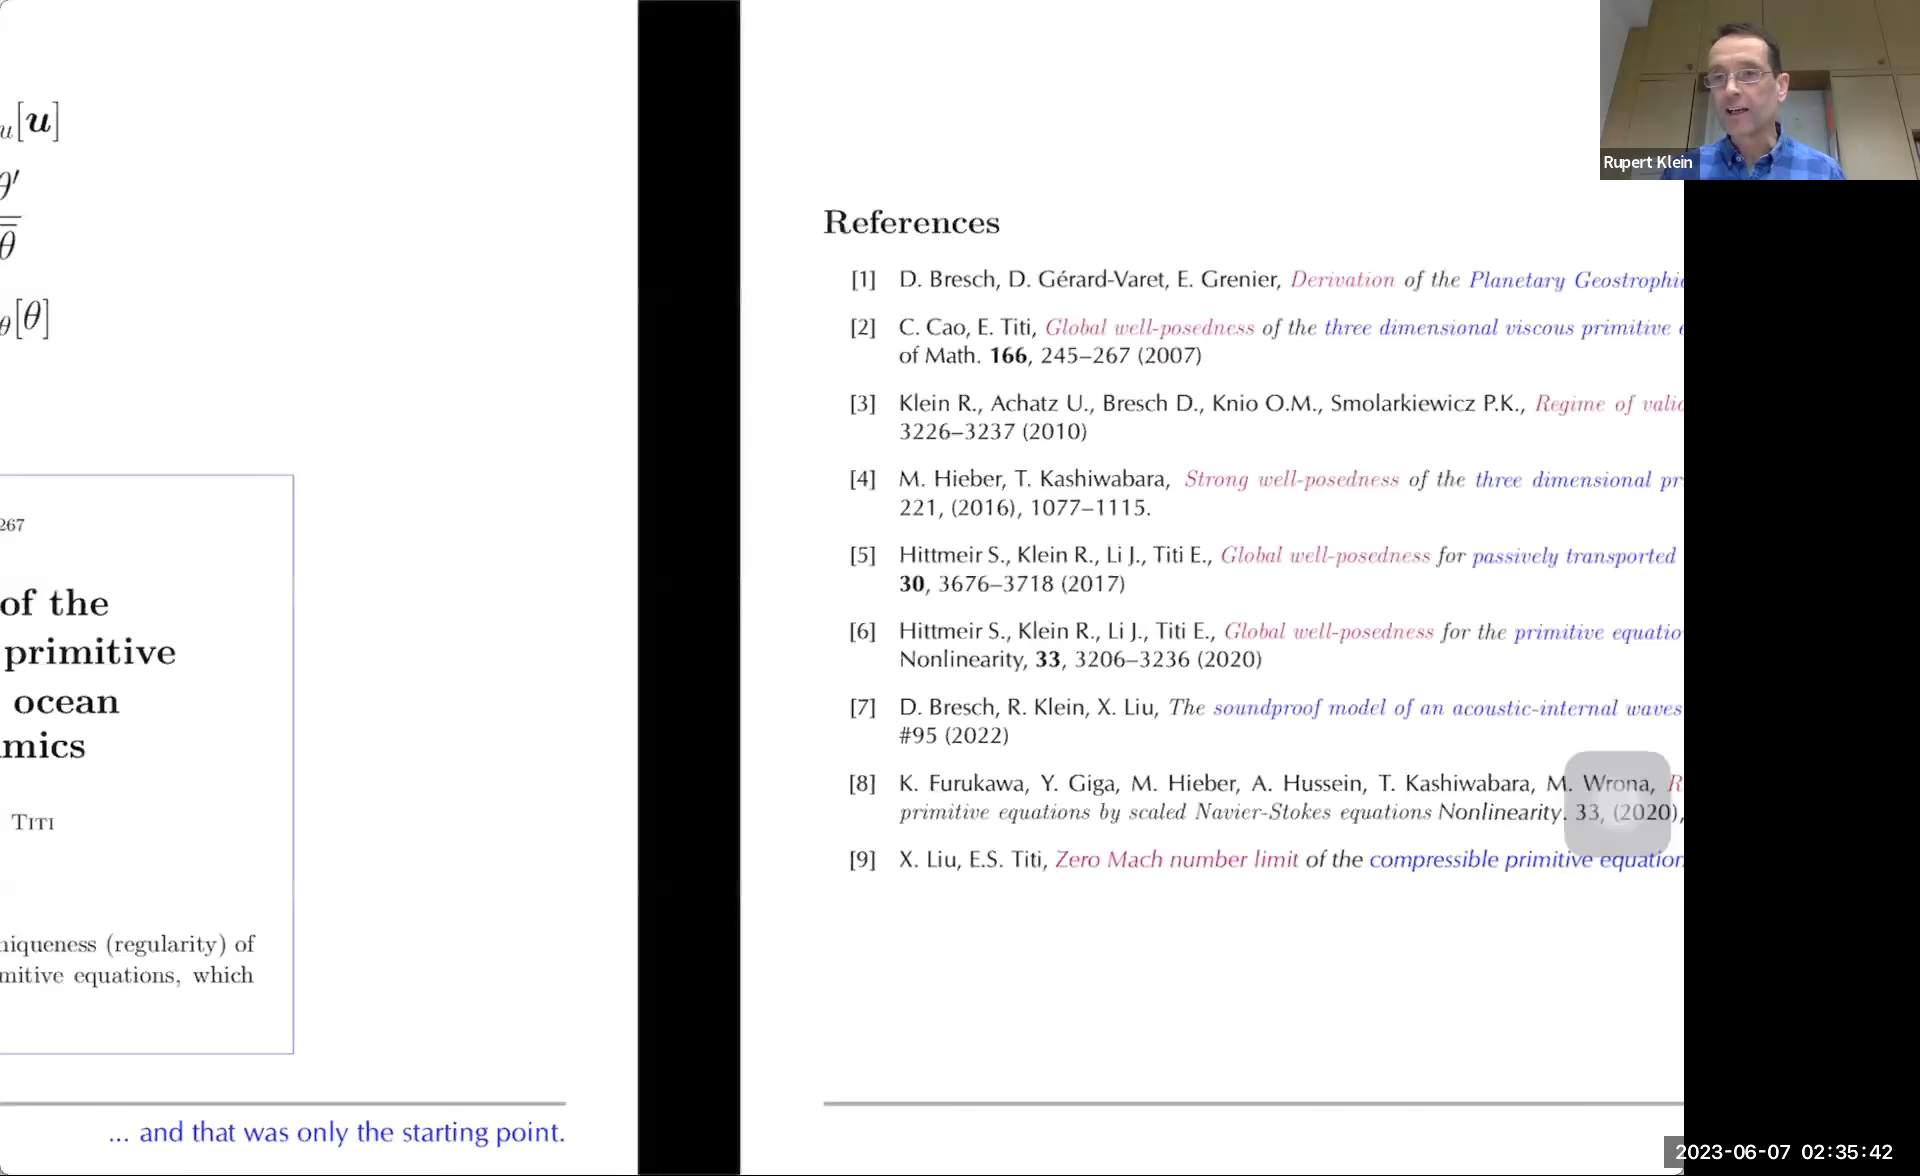 u[u]
θ′
θ
θ[θ]
267
of the
primitive
ocean
mics
TITI
niqueness (regularity) of
mitive equations, which
... and that was only the starting point.
Rupert Klein
References
[1] D. Bresch, D. Gérard-Varet, E. Grenier, Derivation of the Planetary Geostrophi
[2] C. Cao, E. Titi, Global well-posedness of the three dimensional viscous primitive
of Math. 166, 245–267 (2007)
[3] Klein R., Achatz U., Bresch D., Knio O.M., Smolarkiewicz P.K., Regime of valid
3226–3237 (2010)
[4] M. Hieber, T. Kashiwabara, Strong well-posedness of the three dimensional pr
221, (2016), 1077–1115.
[5] Hittmeir S., Klein R., Li J., Titi E., Global well-posedness for passively transported
30, 3676–3718 (2017)
[6] Hittmeir S., Klein R., Li J., Titi E., Global well-posedness for the primitive equatio
Nonlinearity, 33, 3206–3236 (2020)
[7] D. Bresch, R. Klein, X. Liu, The soundproof model of an acoustic-internal waves
#95 (2022)
[8] K. Furukawa, Y. Giga, M. Hieber, A. Hussein, T. Kashiwabara, M. Wrona, R
primitive equations by scaled Navier-Stokes equations Nonlinearity. 33, (2020),
[9] X. Liu, E.S. Titi, Zero Mach number limit of the compressible primitive equation
2023-06-07 02:35:42